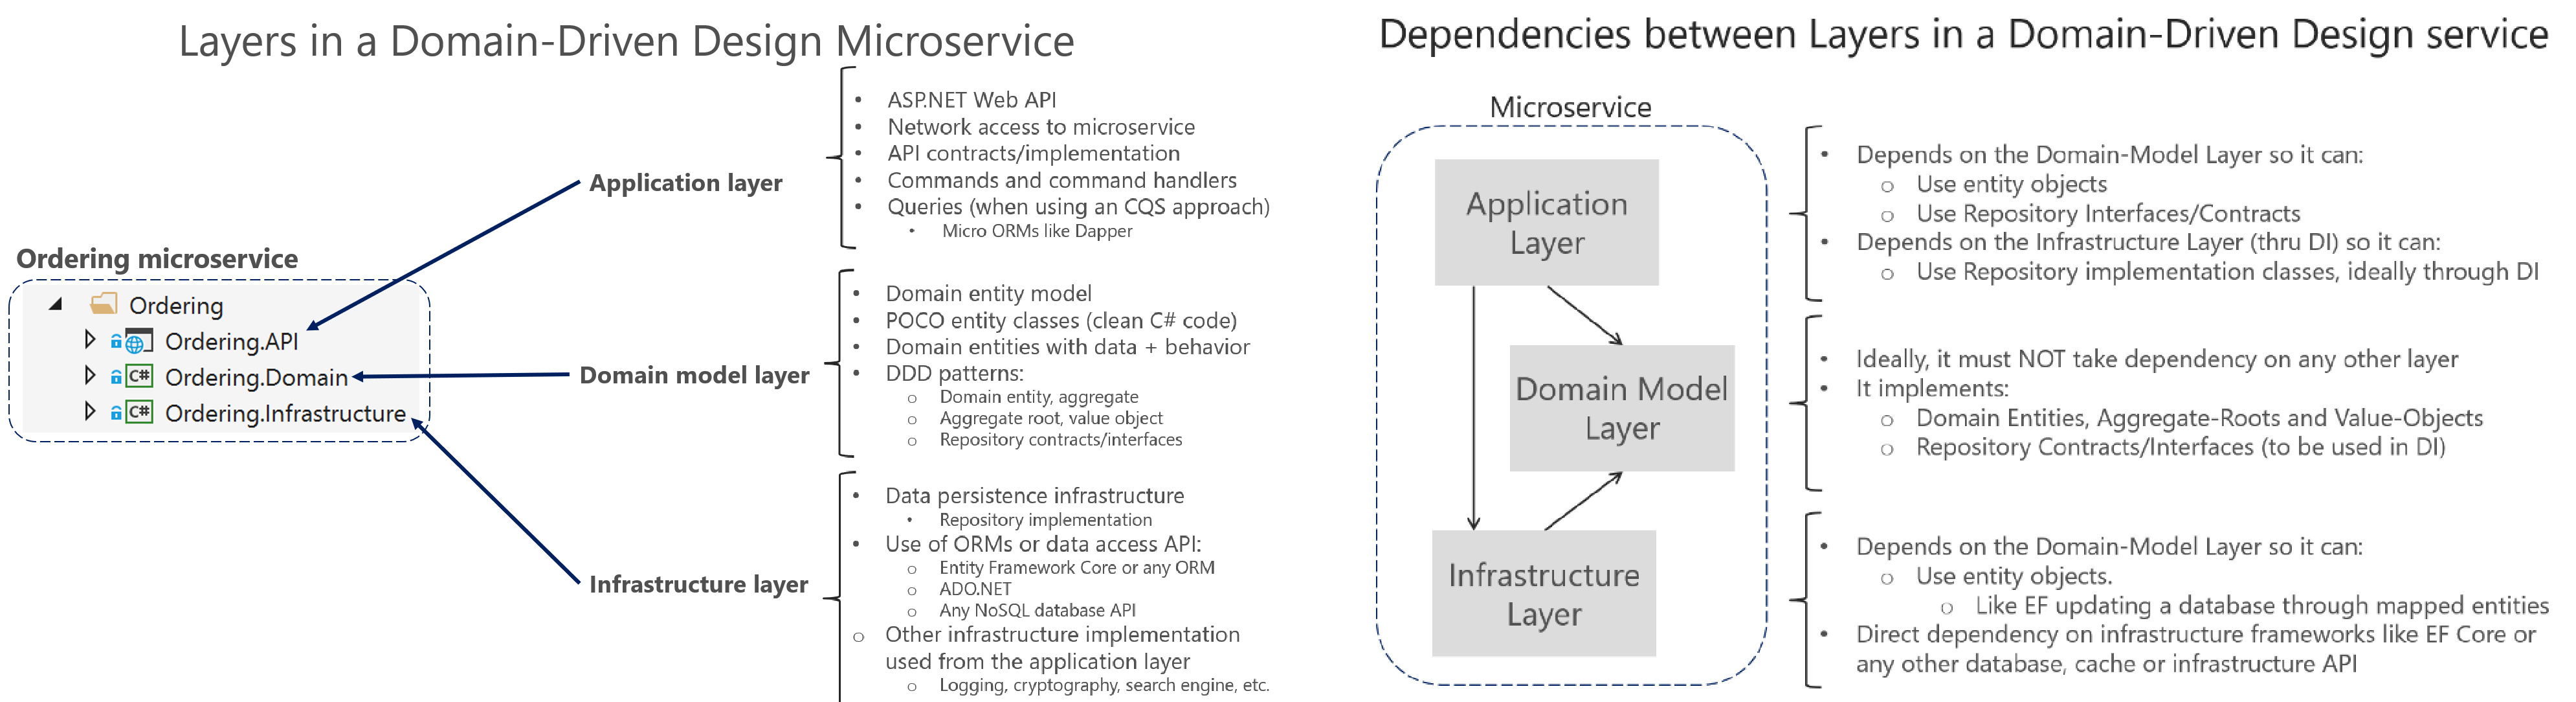 Layers in a Domain-Driven Design Microservice
Ordering microservice
Ordering
Ordering.API
Ordering.Domain
Ordering.Infrastructure
Application layer
• ASP.NET Web API
• Network access to microservice
• API contracts/implementation
• Commands and command handlers
• Queries (when using an CQS approach)
• Micro ORMs like Dapper
Domain model layer
• Domain entity model
• POCO entity classes (clean C# code)
• Domain entities with data + behavior
• DDD patterns:
o Domain entity, aggregate
o Aggregate root, value object
o Repository contracts/interfaces
Infrastructure layer
• Data persistence infrastructure
• Repository implementation
• Use of ORMs or data access API:
o Entity Framework Core or any ORM
o ADO.NET
o Any NoSQL database API
o Other infrastructure implementation
used from the application layer
o Logging, cryptography, search engine, etc.
Dependencies between Layers in a Domain-Driven Design service
Microservice
Application
Layer
Domain Model
Layer
Infrastructure
Layer
• Depends on the Domain-Model Layer so it can:
o Use entity objects
o Use Repository Interfaces/Contracts
• Depends on the Infrastructure Layer (thru DI) so it can:
o Use Repository implementation classes, ideally through DI
• Ideally, it must NOT take dependency on any other layer
• It implements:
o Domain Entities, Aggregate-Roots and Value-Objects
o Repository Contracts/Interfaces (to be used in DI)
• Depends on the Domain-Model Layer so it can:
o Use entity objects.
o Like EF updating a database through mapped entities
• Direct dependency on infrastructure frameworks like EF Core or
any other database, cache or infrastructure API